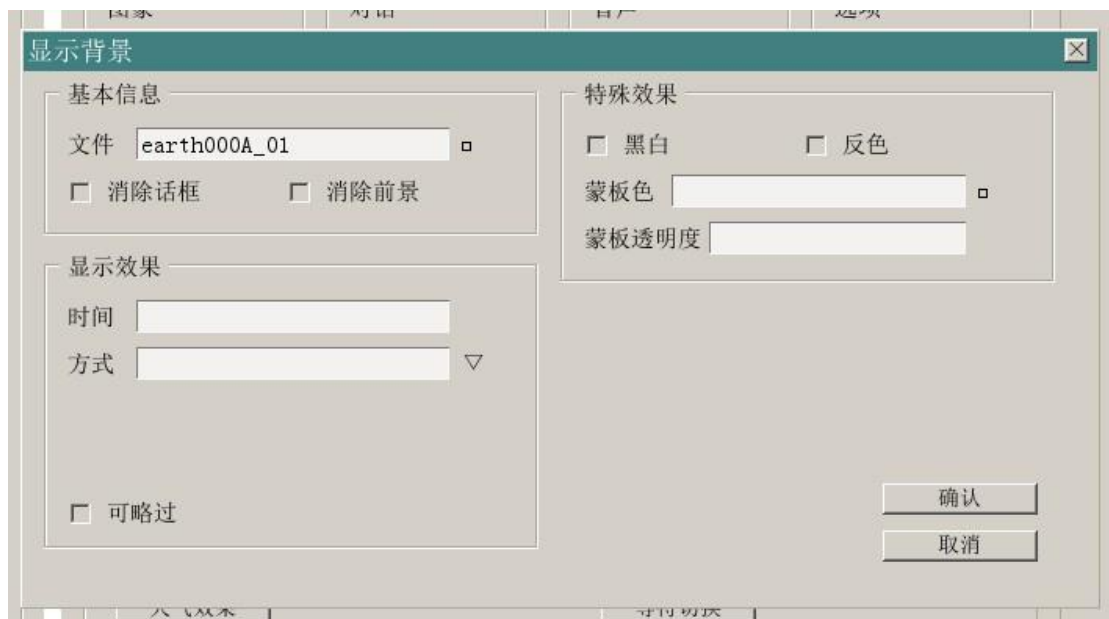 显示背景
基本信息
文件 earth000A_01
消除话框 消除前景
显示效果
时间
方式
可略过
特殊效果
黑白 反色
蒙板色
蒙板透明度
确认
取消